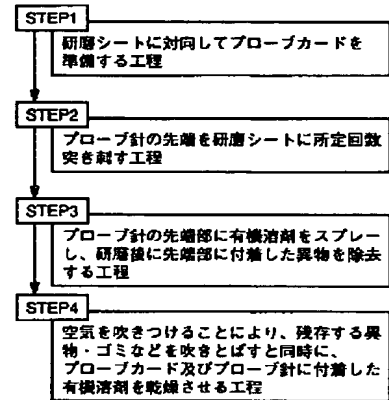 STEP1
研磨シートに対向してプローブカードを
準備する工程
STEP2
プローブ針の先端を研磨シートに所定回数
突き刺す工程
STEP3
プローブ針の先端部に有機溶剤をスプレー
し、研磨後に先端部に付着した異物を除去
する工程
STEP4
空気を吹きつけることにより、残存する異
物・ゴミなどを吹きとばすと同時に、
プローブカード及びプローブ針に付着した
有機溶剤を乾燥させる工程